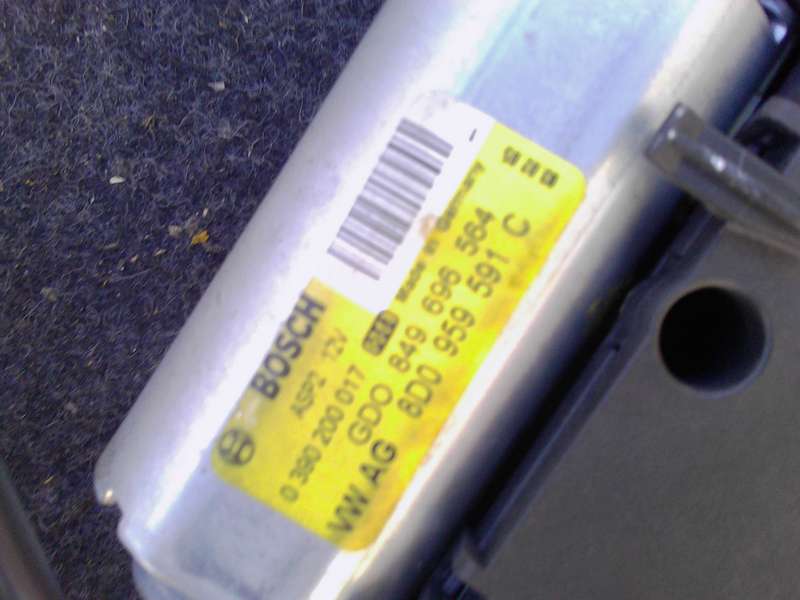 BOSCH
ASP2 12V
0 390 200 017
Made in Germany
GDO 849 696 564
VW AG 8D0 959 591 C